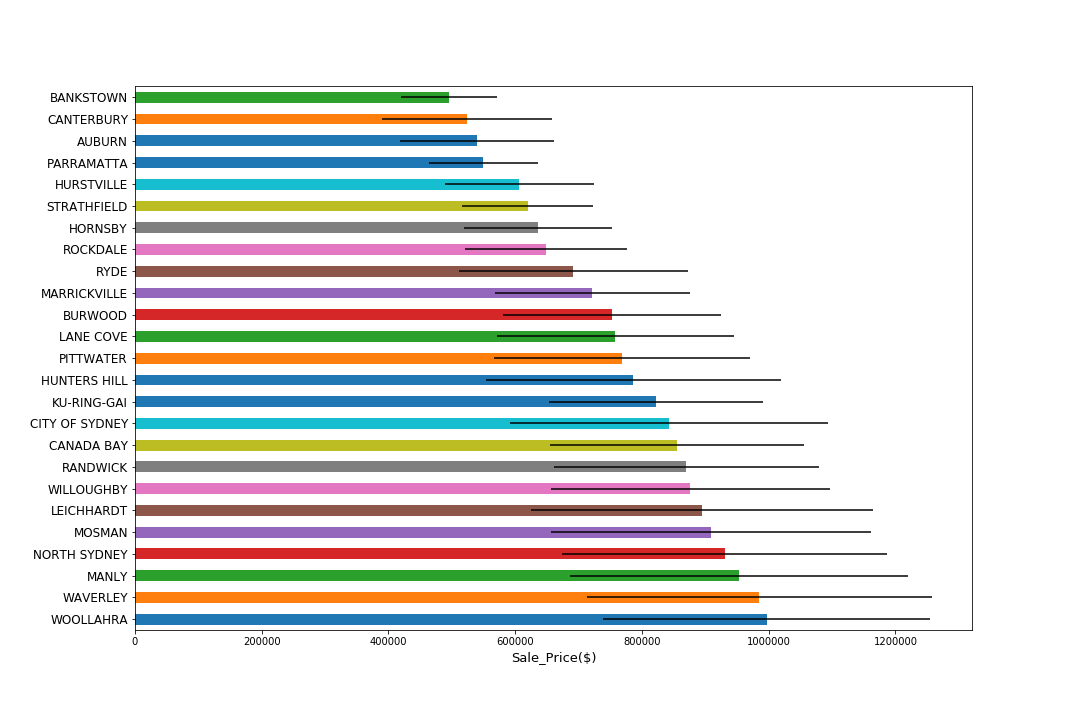 BANKSTOWN
CANTERBURY
AUBURN
PARRAMATTA
HURSTVILLE
STRATHFIELD
HORNSBY
ROCKDALE
RYDE
MARRICKVILLE
BURWOOD
LANE COVE
PITTWATER
HUNTERS HILL
KU-RING-GAI
CITY OF SYDNEY
CANADA BAY
RANDWICK
WILLOUGHBY
LEICHHARDT
MOSMAN
NORTH SYDNEY
MANLY
WAVERLEY
WOOLLAHRA
0 200000 400000 600000 800000 1000000 1200000
Sale_Price($)